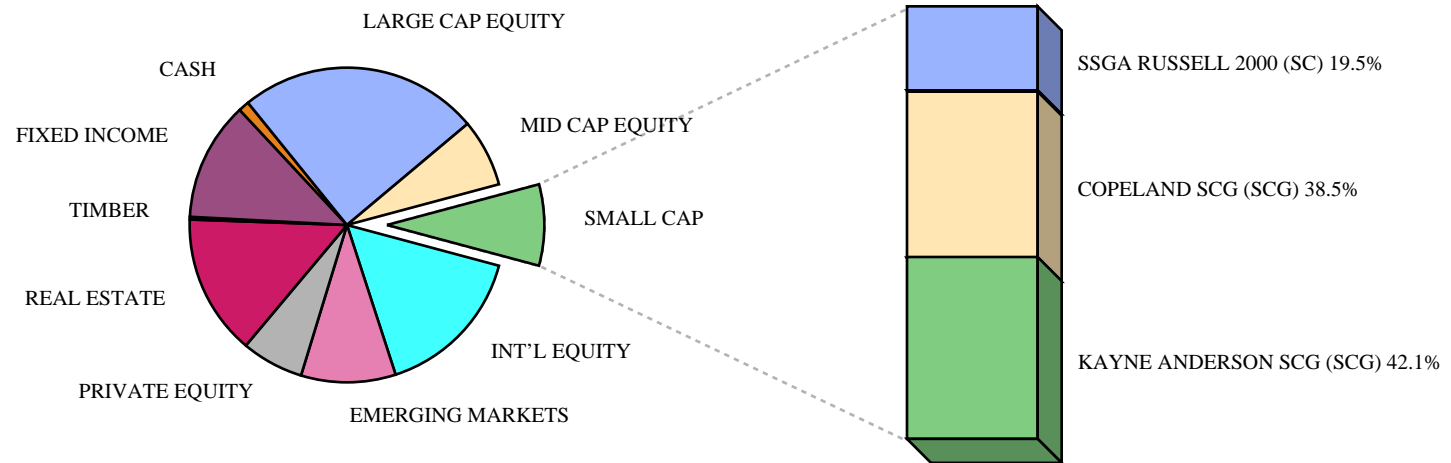 LARGE CAP EQUITY
CASH
MID CAP EQUITY
FIXED INCOME
TIMBER
SMALL CAP
REAL ESTATE
INT'L EQUITY
PRIVATE EQUITY
EMERGING MARKETS
SSGA RUSSELL 2000 (SC) 19.5%
COPELAND SCG (SCG) 38.5%
KAYNE ANDERSON SCG (SCG) 42.1%